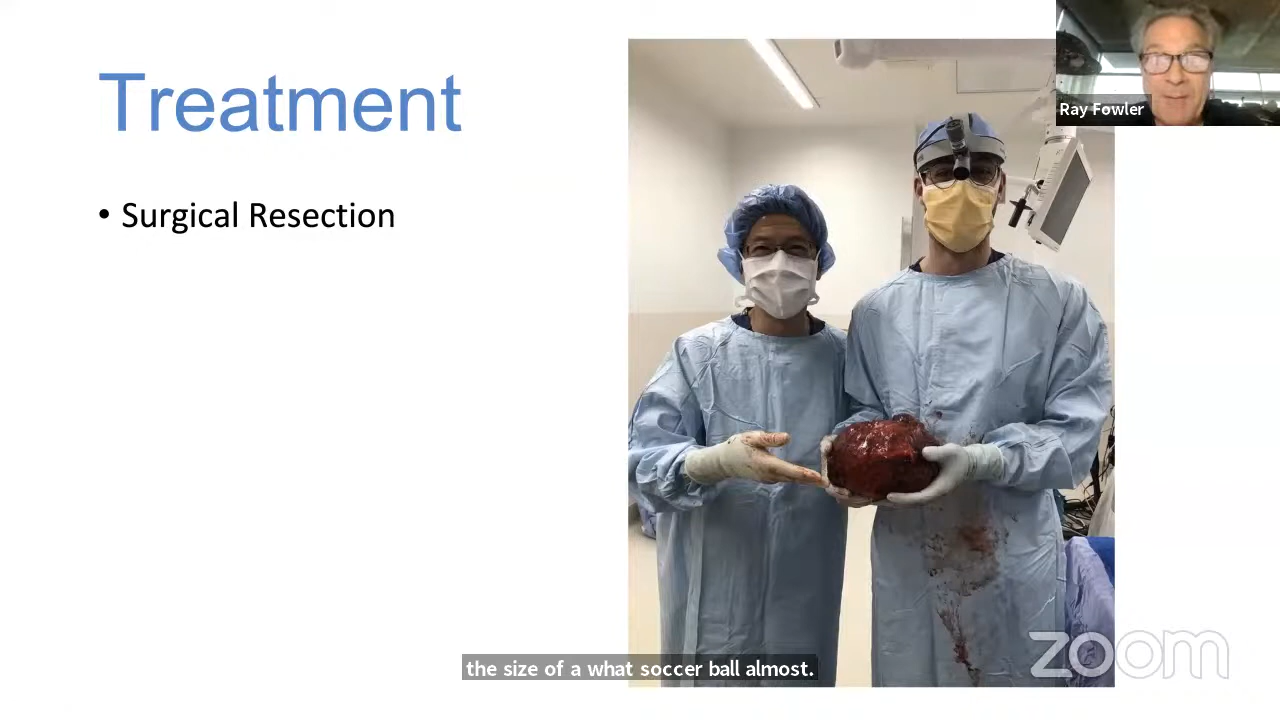 Treatment
• Surgical Resection
Ray Fowler
the size of a what soccer ball almost.
zoom